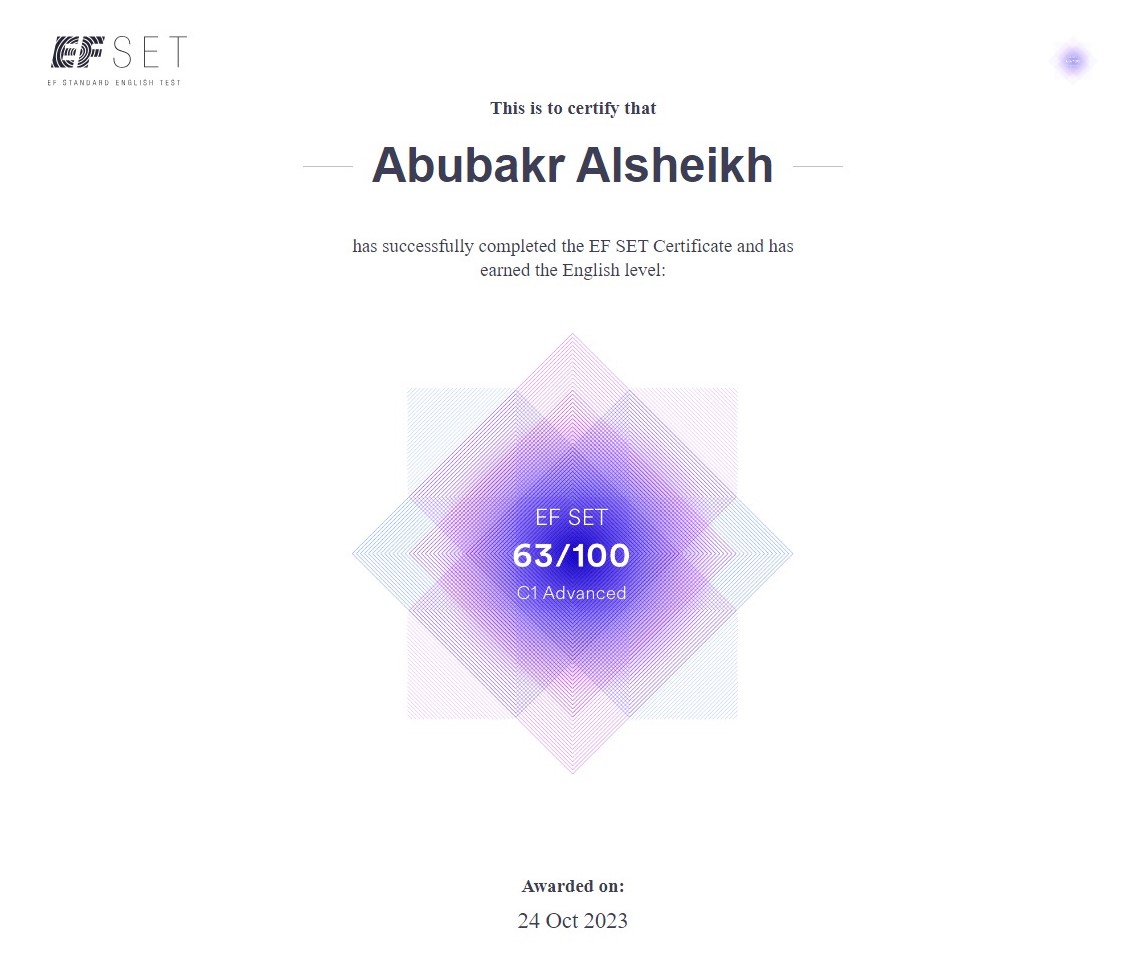 EF SET
EF STANDARD ENGLISH TEST
This is to certify that
Abubakr Alsheikh
has successfully completed the EF SET Certificate and has
earned the English level:
EF SET
63/100
C1 Advanced
Awarded on:
24 Oct 2023